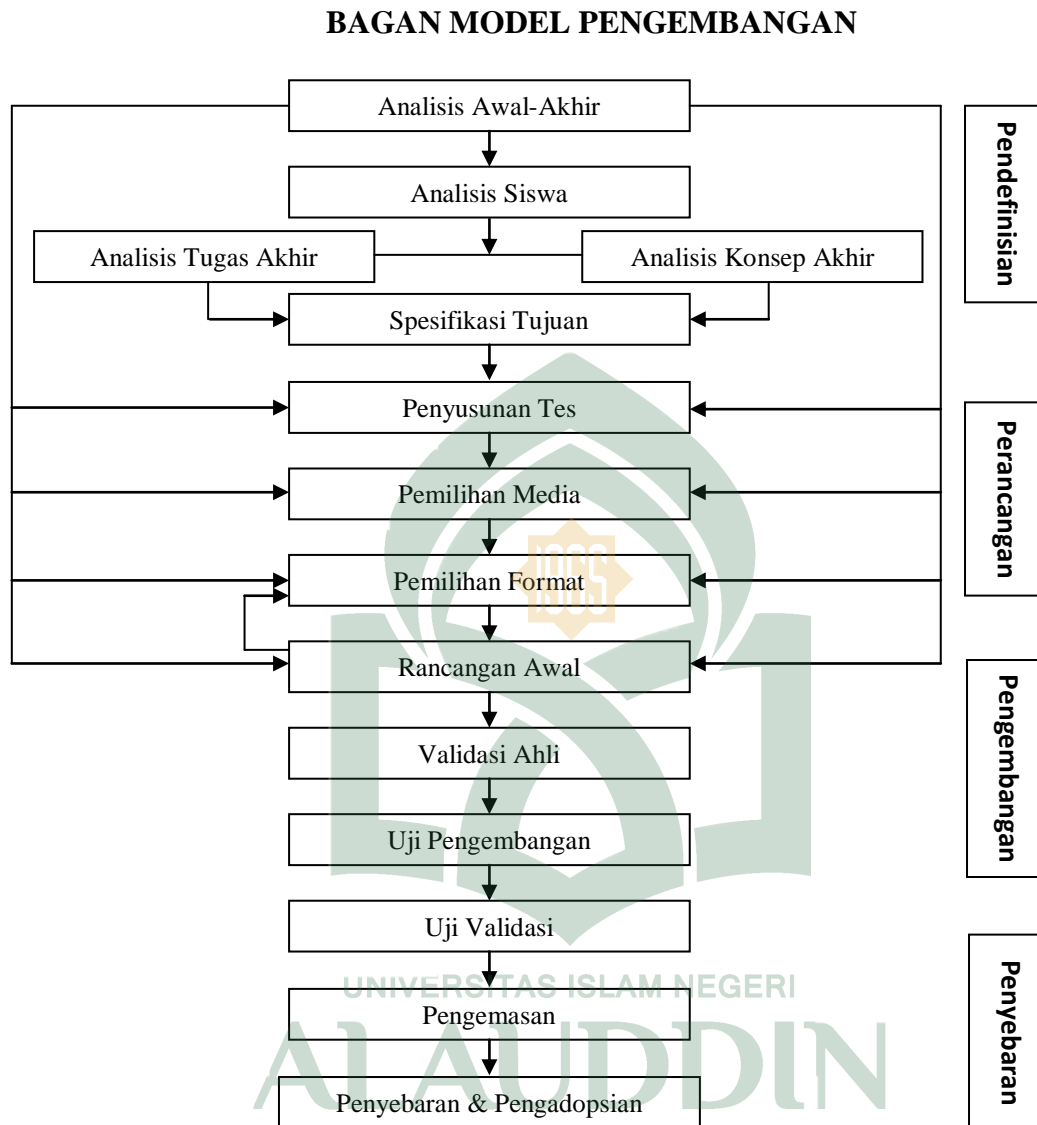 BAGAN MODEL PENGEMBANGAN
Analisis Awal-Akhir
Analisis Siswa
Analisis Tugas Akhir
Analisis Konsep Akhir
Spesifikasi Tujuan
Pendefinisian
Penyusunan Tes
Pemilihan Media
Pemilihan Format
Rancangan Awal
Perancangan
Validasi Ahli
Uji Pengembangan
Pengembangan
Uji Validasi
Pengemasan
Penyebaran & Pengadopsian
Penyebaran
UNIVERSITAS ISLAM NEGERI
ALAUDDIN